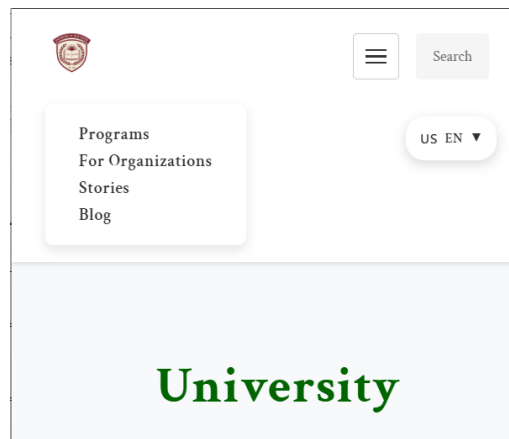 Search
Programs
For Organizations
Stories
Blog
US EN ▼
University